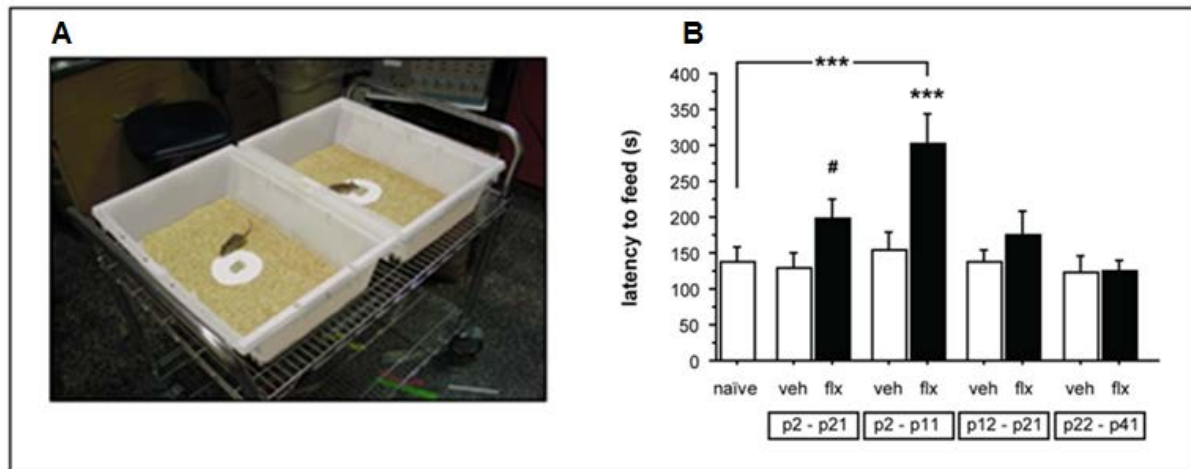 A
B
***
***
#
latency to feed (s)
400
350
300
250
200
150
100
50
0
naïve veh flx veh flx veh flx veh flx
p2 - p21 p2 - p11 p12 - p21 p22 - p41